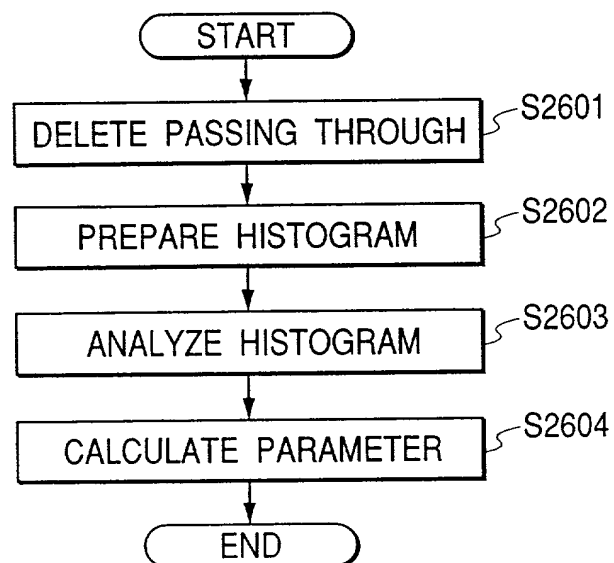 START
DELETE PASSING THROUGH
S2601
PREPARE HISTOGRAM
S2602
ANALYZE HISTOGRAM
S2603
CALCULATE PARAMETER
S2604
END